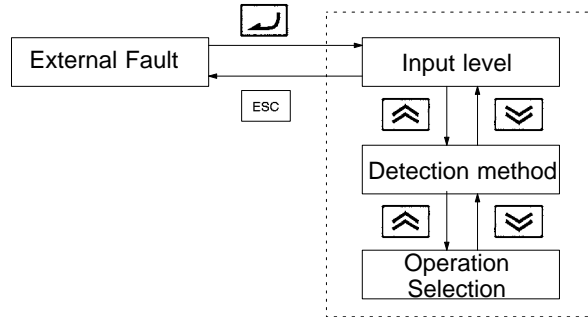 External Fault
Input level
ESC
Detection method
Operation
Selection